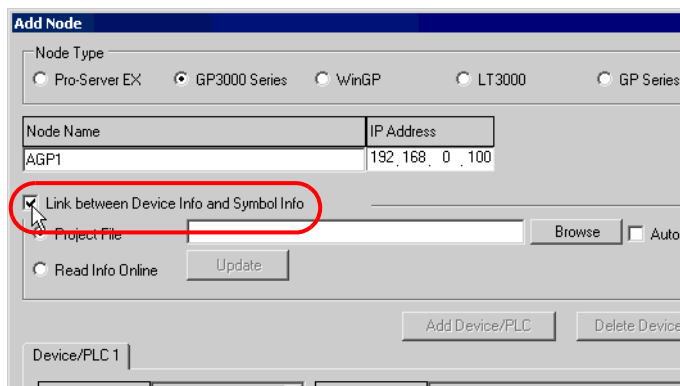 Add Node
Node Type
Pro-Server EX GP3000 Series WinGP LT3000 GP Series
Node Name IP Address
AGP1 192.168. 0 .100
Link between Device Info and Symbol Info
Project File Browse Auto
Read Info Online Update
Add Device/PLC Delete Device
Device/PLC 1